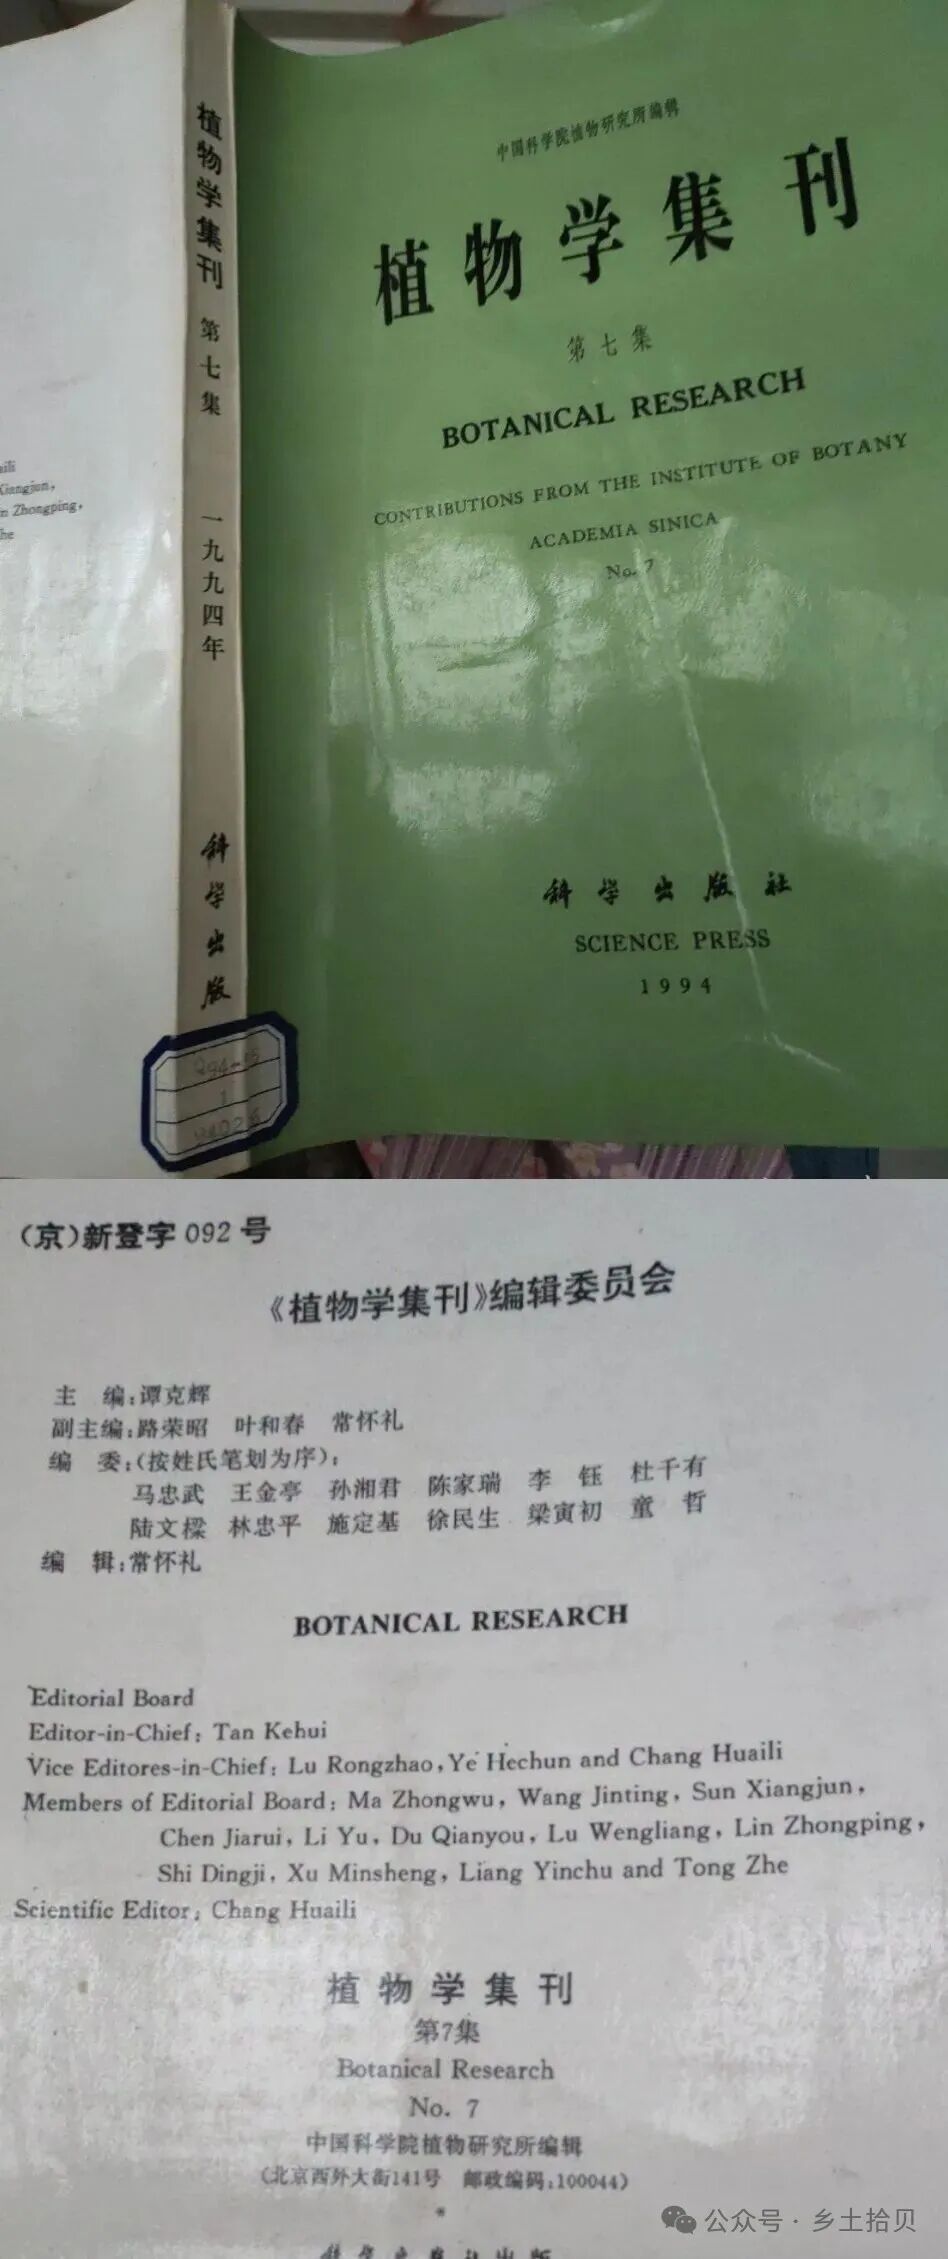 aili
Xiangjun,
n Zhongping,
he
植物学集刊 第七集 一九九四年 科学出版
中国科学院植物研究所编辑
植物学集刊
第七集
BOTANICAL RESEARCH
CONTRIBUTIONS FROM THE INSTITUTE OF BOTANY
ACADEMIA SINICA
No. 7
科学出版社
SCIENCE PRESS
1994
1
(京)新登字 092 号
《植物学集刊》编辑委员会
主 编:谭克辉
副主编:路荣昭 叶和春 常怀礼
编 委:(按姓氏笔划为序):
马忠武 王金亭 孙湘君 陈家瑞 李 钰 杜千有
陆文樑 林忠平 施定基 徐民生 梁寅初 童 哲
编 辑:常怀礼
BOTANICAL RESEARCH
Editorial Board
Editor-in-Chief: Tan Kehui
Vice Editores-in-Chief: Lu Rongzhao, Ye Hechun and Chang Huaili
Members of Editorial Board: Ma Zhongwu, Wang Jinting, Sun Xiangjun,
Chen Jiarui, Li Yu, Du Qianyou, Lu Wengliang, Lin Zhongping,
Shi Dingji, Xu Minsheng, Liang Yinchu and Tong Zhe
Scientific Editor: Chang Huaili
植物学集刊
第7集
Botanical Research
No. 7
中国科学院植物研究所编辑
(北京西外大街141号 邮政编码:100044)
*
科学出版社出版
公众号·乡土拾贝